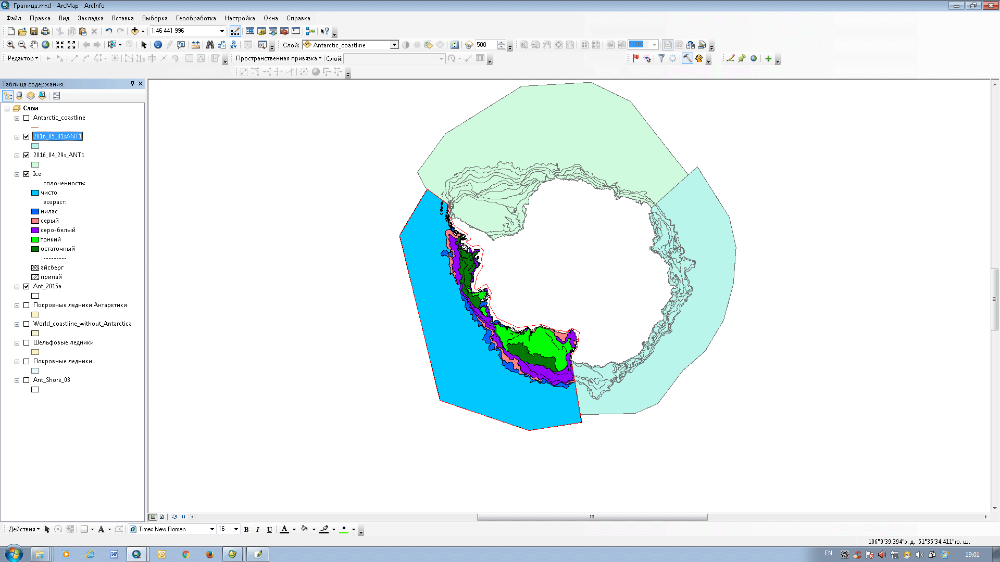 Граница.mxd - ArcMap - ArcInfo
Файл Правка Вид Закладка Вставка Выборка Геообработка Настройка Окна Справка
1:46 441 996
Слой: Antarctic_coastline 500 100%
Редактор Пространственная привязка Слой:
Таблица содержания
Слои
Antarctic_coastline
2016_05_01sANT1
2016_04_29s_ANT1
Ice
сплоченность:
чисто
возраст:
нилас
серый
серо-белый
тонкий
остаточный
---------
айсберг
припай
Ant_2015a
Покровные ледники Антарктики
World_coastline_without_Antarctica
Шельфовые ледники
Покровные ледники
Ant_Shore_08
Действия A Times New Roman 16 B I U A
106°9'39.394"з. д. 51°35'34.411"ю. ш.
EN 19:01